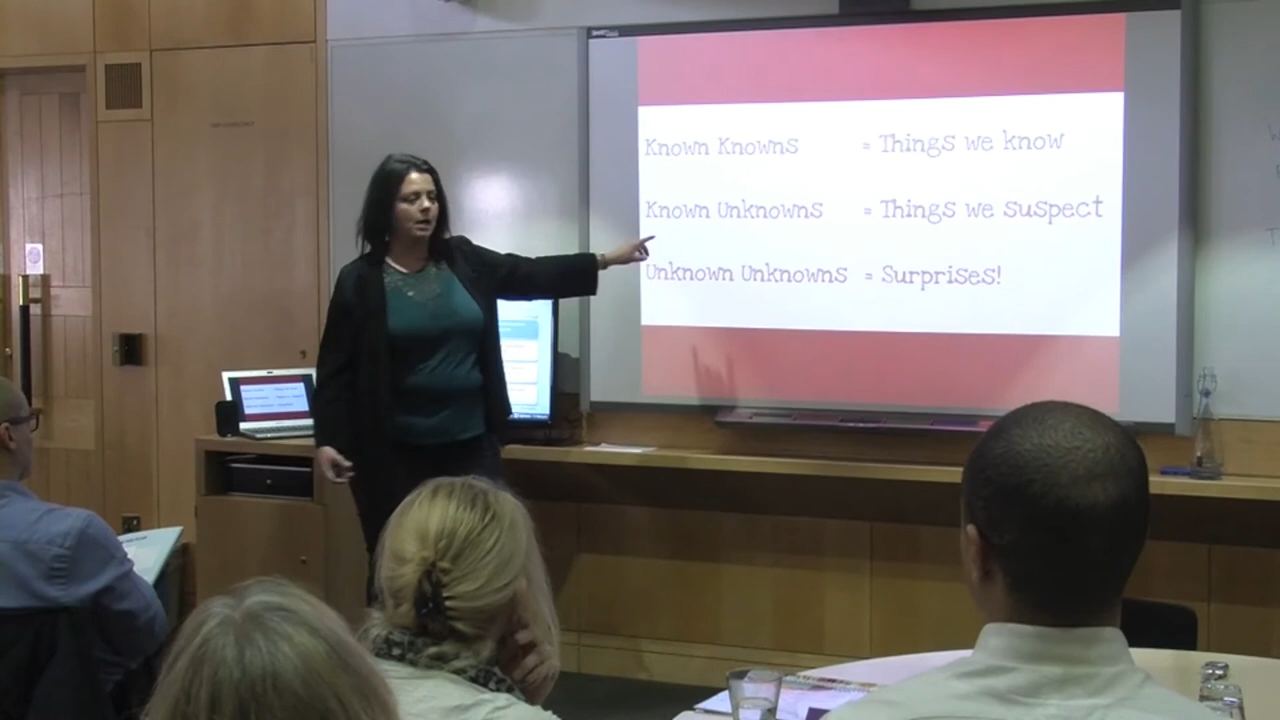 Known Knowns = Things we know
Known Unknowns = Things we suspect
Unknown Unknowns = Surprises!